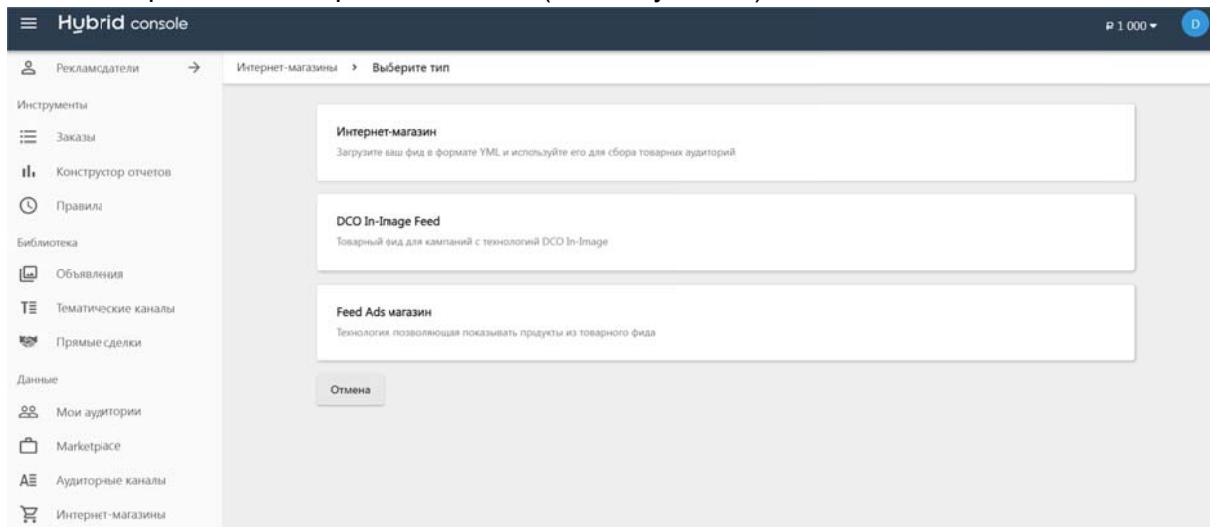 Hybrid console
₽ 1 000
D
Рекламодатели
Интернет-магазины > Выберите тип
Инструменты
Заказы
Конструктор отчетов
Правила
Библиотека
Объявления
Тематические каналы
Прямые сделки
Данные
Мои аудитории
Marketplace
Аудиторные каналы
Интернет-магазины
Интернет-магазин
Загрузите ваш фид в формате YML и используйте его для сбора товарных аудиторий
DCO In-Image Feed
Товарный фид для кампаний с технологий DCO In-Image
Feed Ads магазин
Технология позволяющая показывать продукты из товарного фида
Отмена